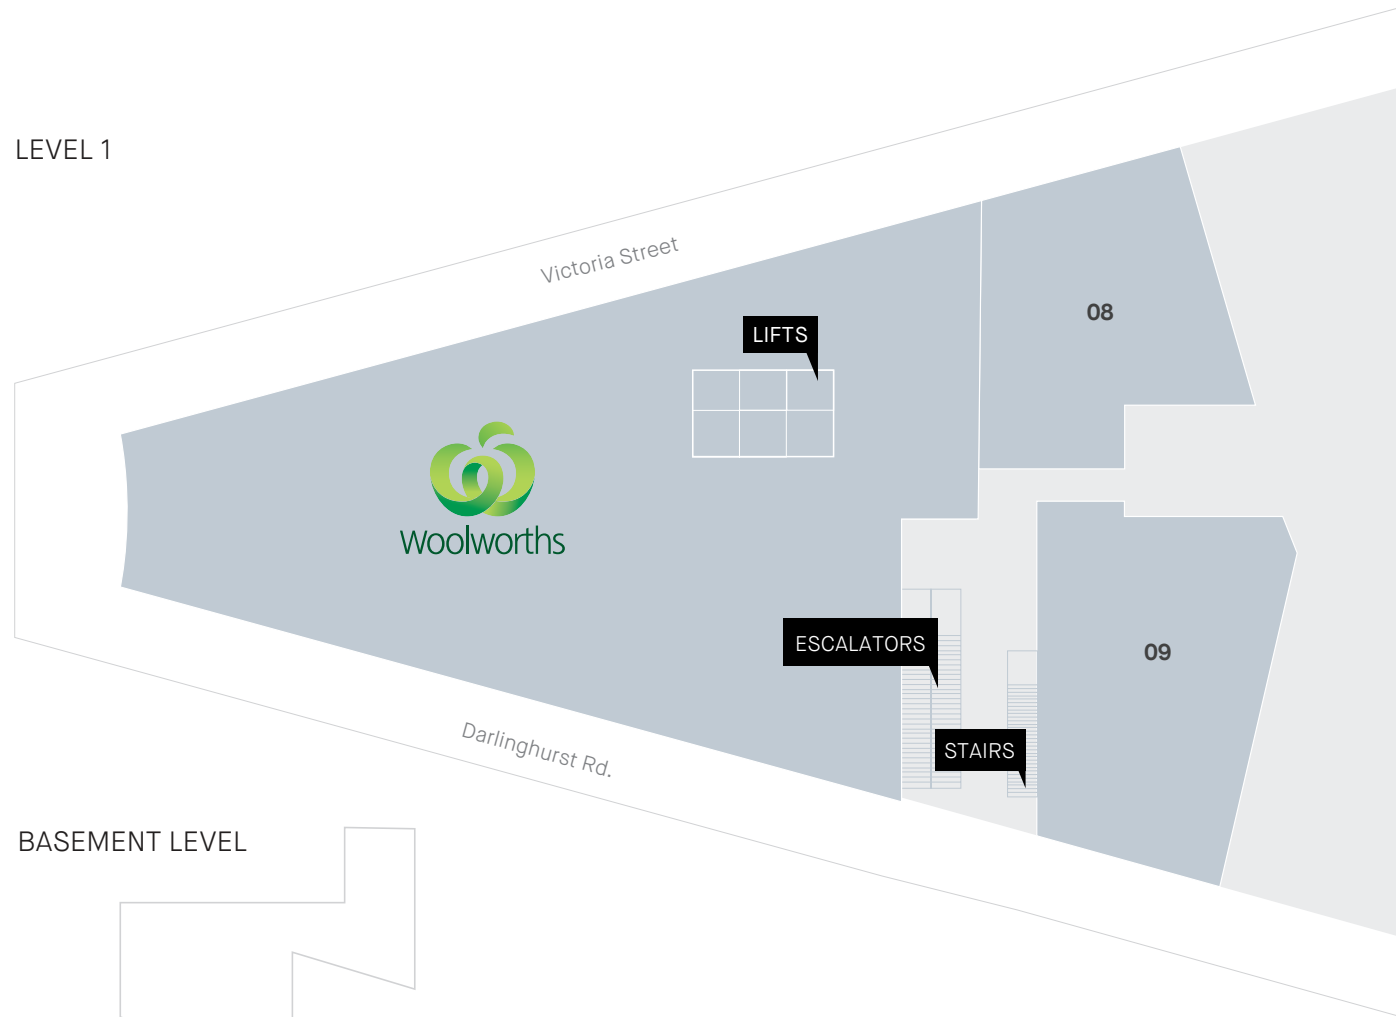 LEVEL 1
Victoria Street
08
LIFTS
Woolworths
ESCALATORS
09
STAIRS
Darlinghurst Rd.
BASEMENT LEVEL